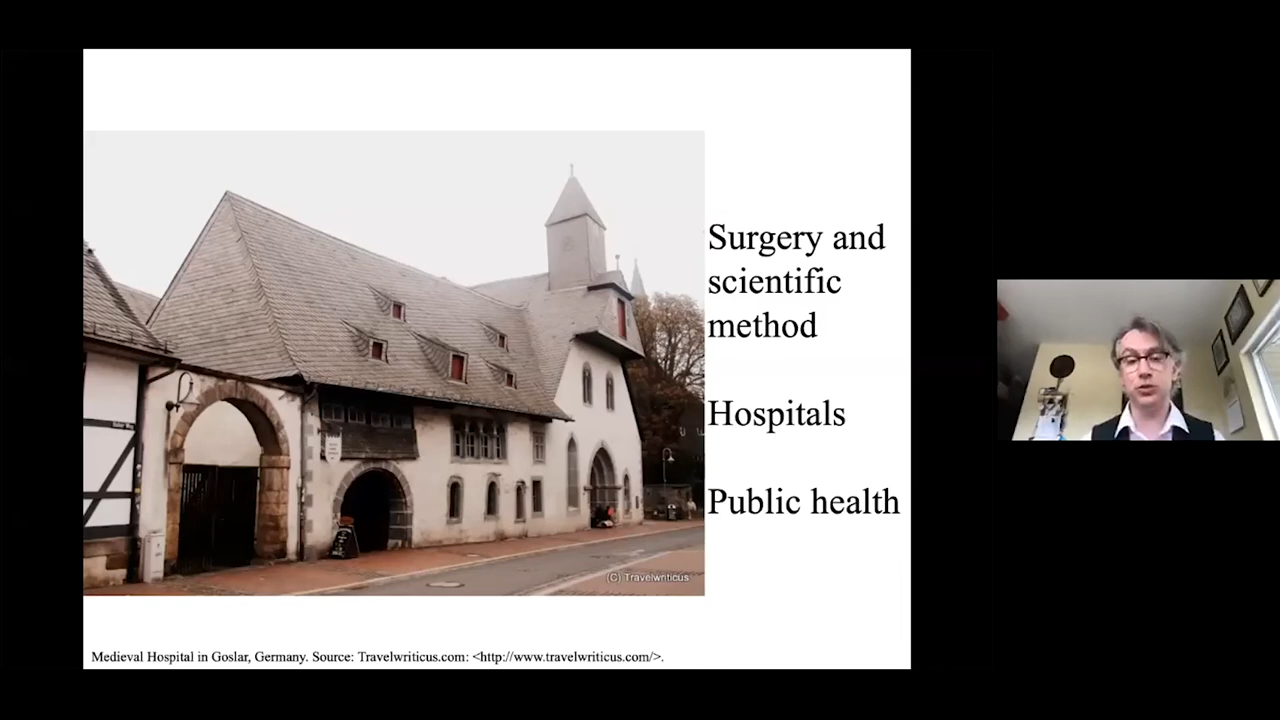 Surgery and
scientific
method
Hospitals
Public health
(C) Travelwriticus
Medieval Hospital in Goslar, Germany. Source: Travelwriticus.com: <http://www.travelwriticus.com/>.